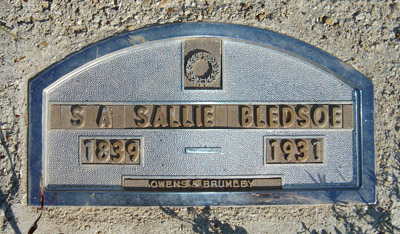 S A SALLIE BLEDSOE
1839 — 1931
OWENS & BRUMLEY